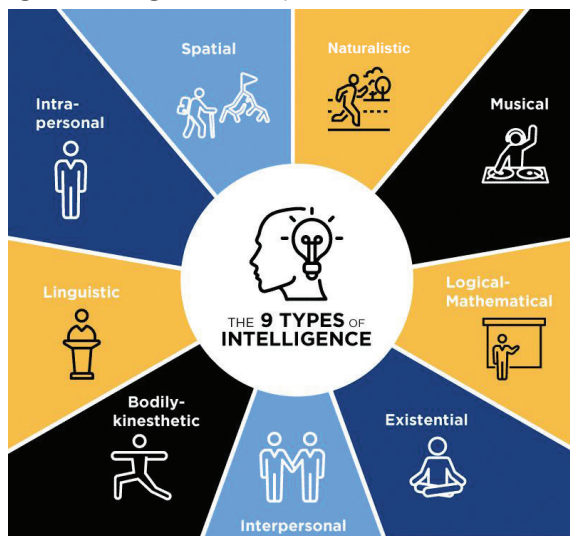 Spatial
Naturalistic
Intra-
personal
Musical
Linguistic
Logical-
Mathematical
THE 9 TYPES OF
INTELLIGENCE
Bodily-
kinesthetic
Existential
Interpersonal